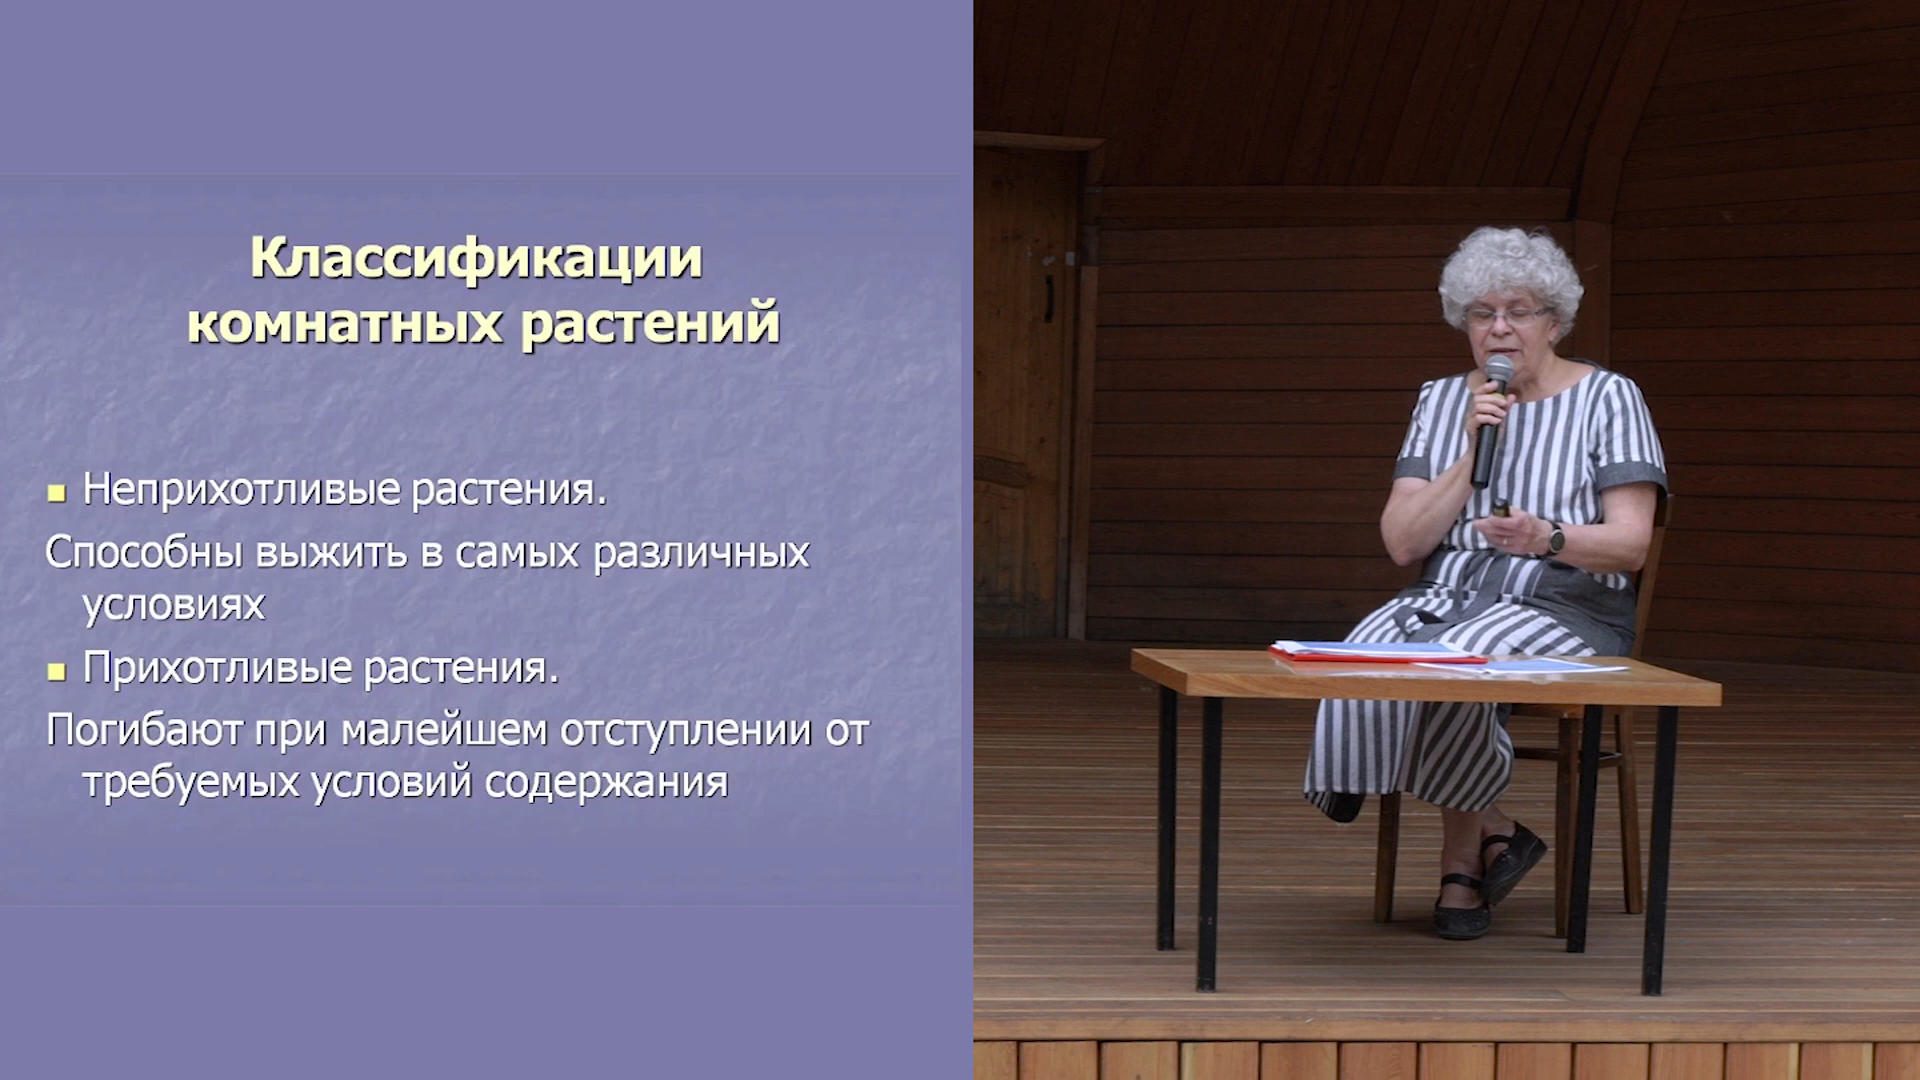 Классификации
комнатных растений
Неприхотливые растения.
Способны выжить в самых различных
условиях
Прихотливые растения.
Погибают при малейшем отступлении от
требуемых условий содержания